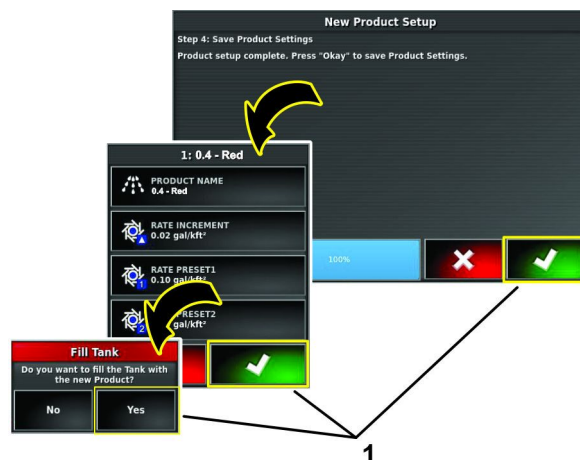 New Product Setup
Step 4: Save Product Settings
Product setup complete. Press "Okay" to save Product Settings.
100%
1: 0.4 - Red
PRODUCT NAME
0.4 - Red
RATE INCREMENT
0.02 gal/kft²
RATE PRESET1
1
0.10 gal/kft²
PRESET2
2
gal/kft²
Fill Tank
Do you want to fill the Tank with
the new Product?
No Yes
1